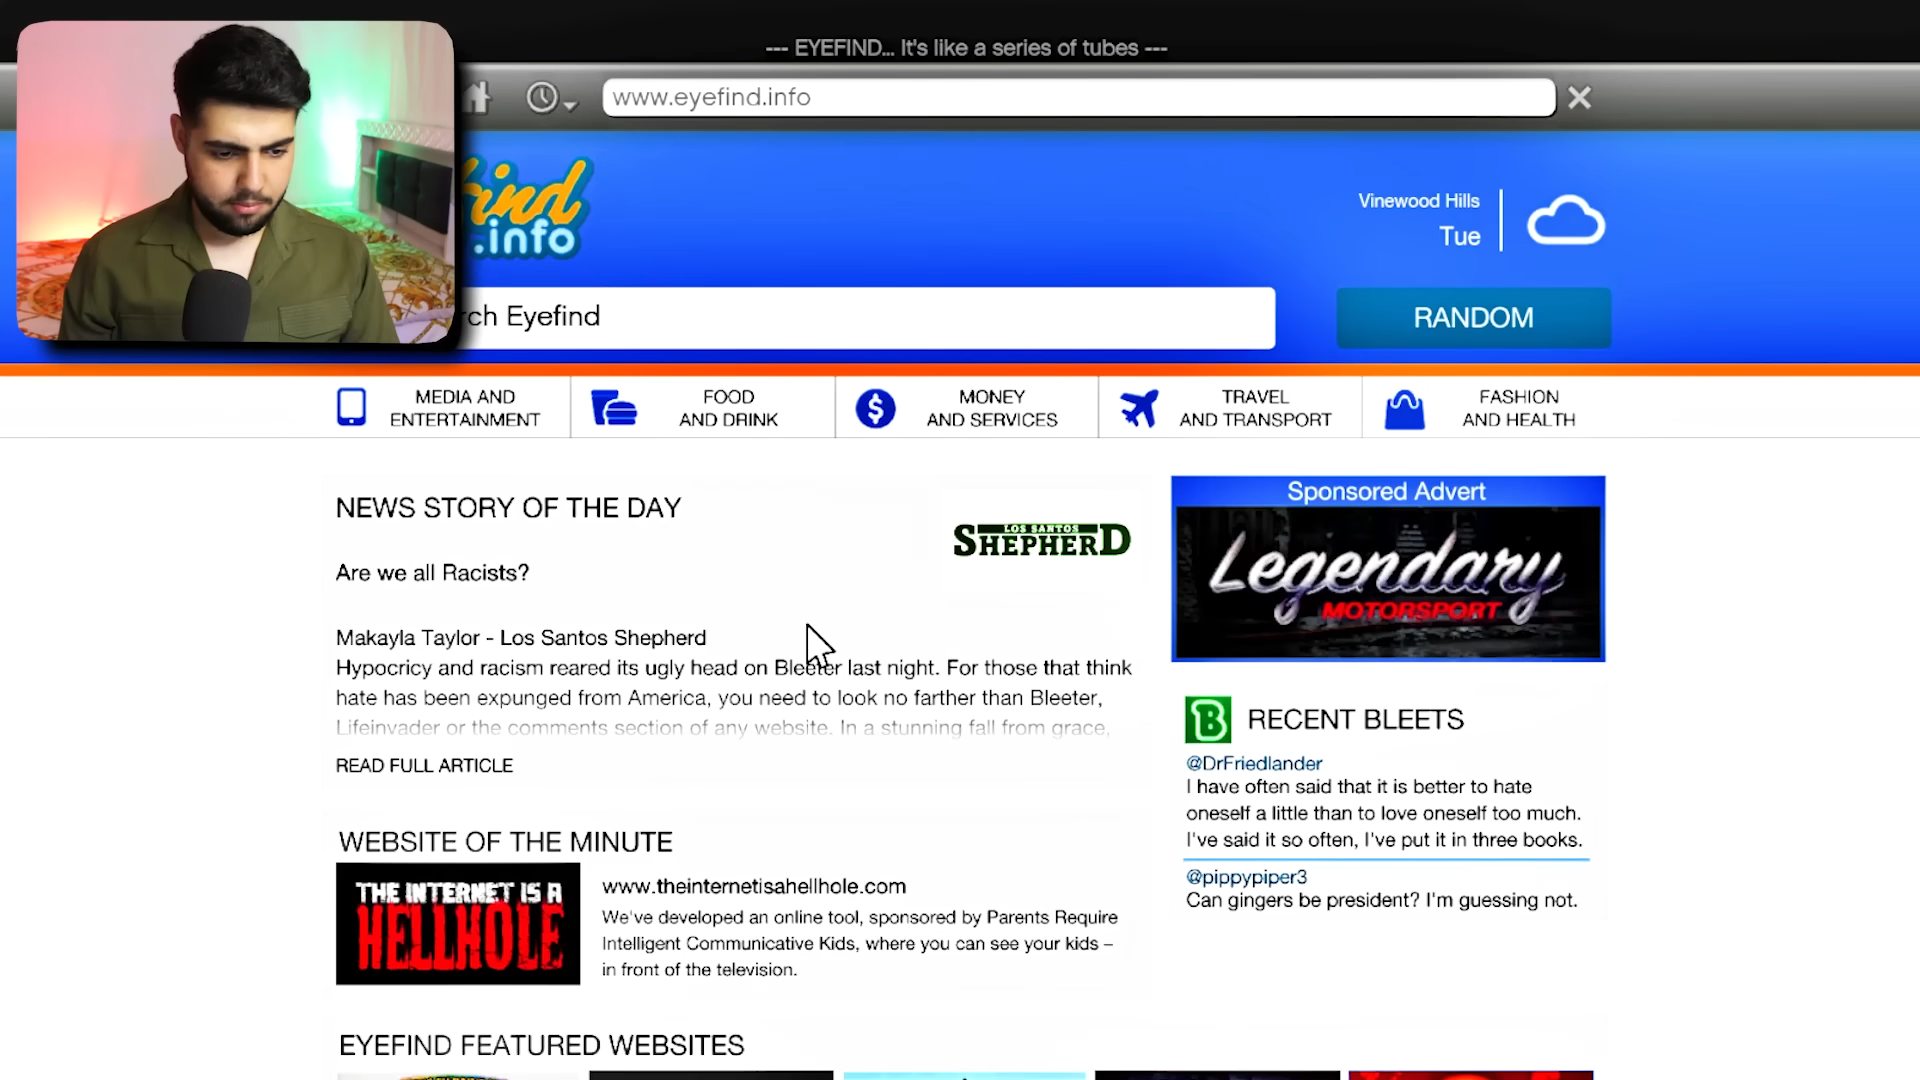 --- EYEFIND... It's like a series of tubes ---
www.eyefind.info
find
.info
Vinewood Hills
Tue
rch Eyefind
RANDOM
MEDIA AND
ENTERTAINMENT
FOOD
AND DRINK
MONEY
AND SERVICES
TRAVEL
AND TRANSPORT
FASHION
AND HEALTH
NEWS STORY OF THE DAY
LOS SANTOS
SHEPHERD
Are we all Racists?
Makayla Taylor - Los Santos Shepherd
Hypocricy and racism reared its ugly head on Bleeter last night. For those that think
hate has been expunged from America, you need to look no farther than Bleeter,
Lifeinvader or the comments section of any website. In a stunning fall from grace,
READ FULL ARTICLE
Sponsored Advert
Legendary
MOTORSPORT
B RECENT BLEETS
@DrFriedlander
I have often said that it is better to hate
oneself a little than to love oneself too much.
I've said it so often, I've put it in three books.
@pippypiper3
Can gingers be president? I'm guessing not.
WEBSITE OF THE MINUTE
THE INTERNET IS A
HELLHOLE
www.theinternetisahellhole.com
We've developed an online tool, sponsored by Parents Require
Intelligent Communicative Kids, where you can see your kids –
in front of the television.
EYEFIND FEATURED WEBSITES